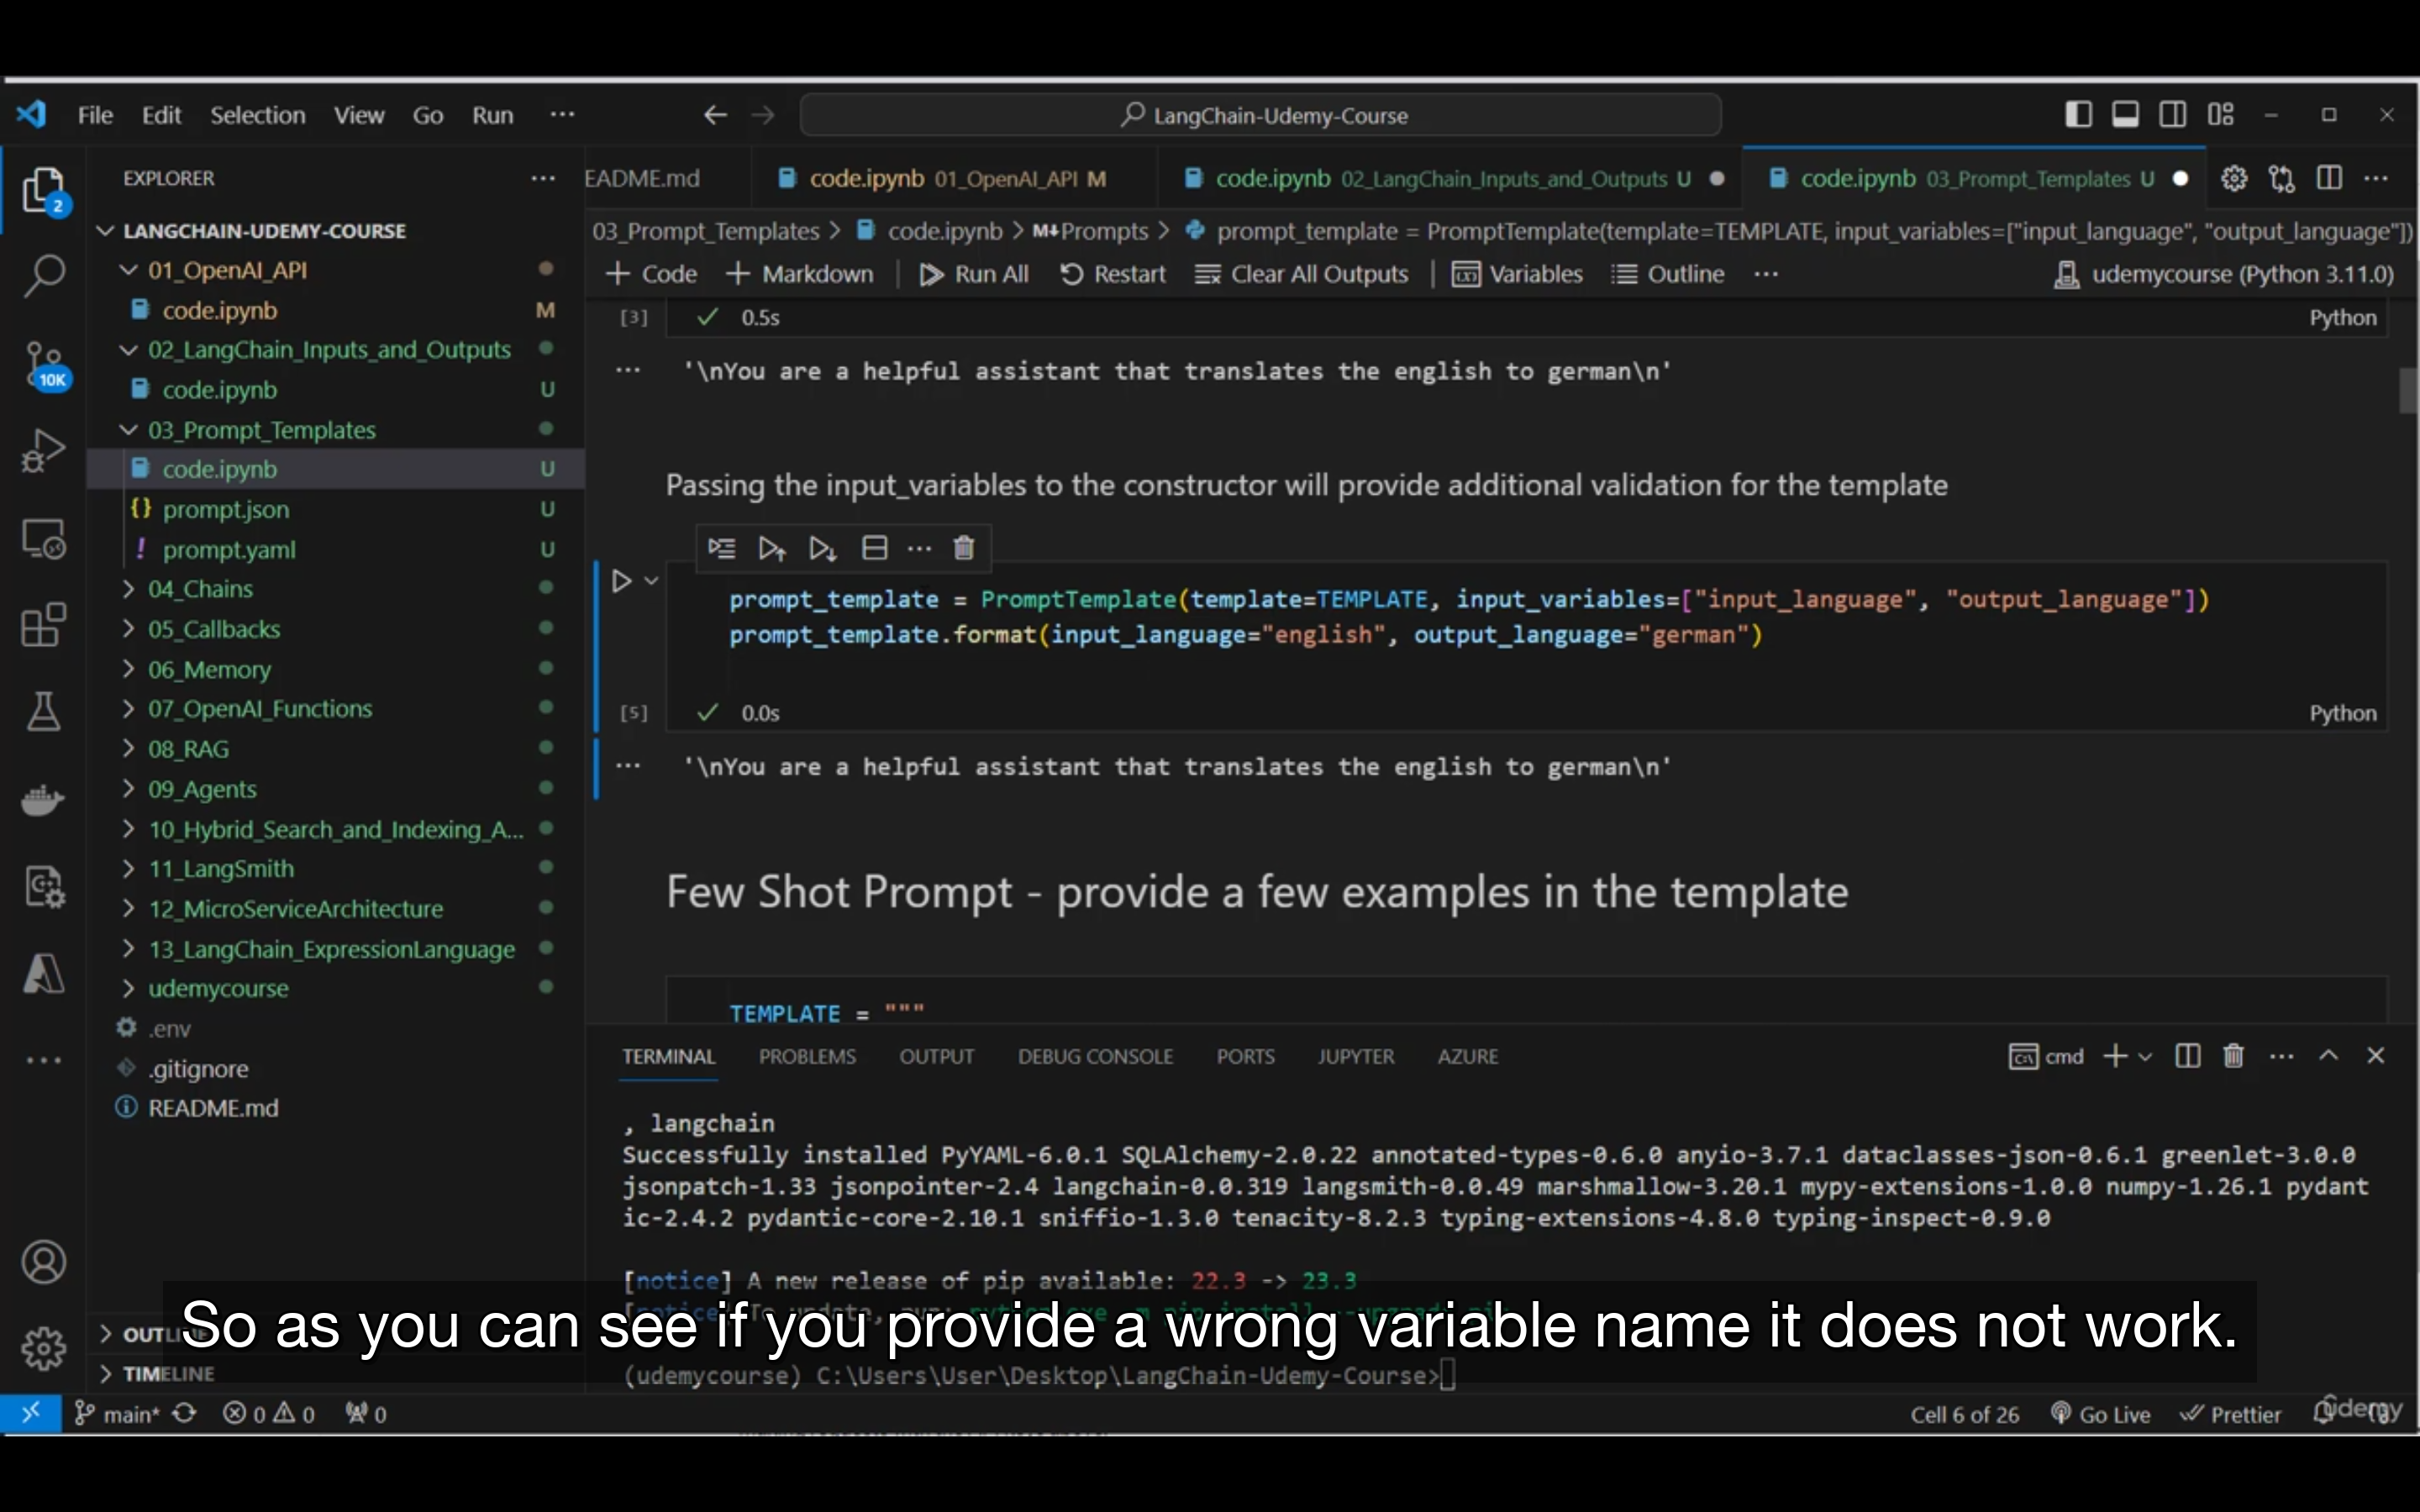 File Edit Selection View Go Run ··· LangChain-Udemy-Course
EXPLORER
EADME.md
code.ipynb 01_OpenAI_API M
code.ipynb 02_LangChain_Inputs_and_Outputs U
code.ipynb 03_Prompt_Templates U
03_Prompt_Templates > code.ipynb > M↓Prompts > prompt_template = PromptTemplate(template=TEMPLATE, input_variables=["input_language", "output_language"])
+ Code + Markdown Run All Restart Clear All Outputs Variables Outline ··· udemycourse (Python 3.11.0)
2
10K
LANGCHAIN-UDEMY-COURSE
01_OpenAI_API
code.ipynb M
02_LangChain_Inputs_and_Outputs
code.ipynb U
03_Prompt_Templates
code.ipynb U
{} prompt.json U
! prompt.yaml U
04_Chains
05_Callbacks
06_Memory
07_OpenAI_Functions
08_RAG
09_Agents
10_Hybrid_Search_and_Indexing_A...
11_LangSmith
12_MicroServiceArchitecture
13_LangChain_ExpressionLanguage
udemycourse
.env
.gitignore
README.md
TIMELINE
[3] ✓ 0.5s Python
'\nYou are a helpful assistant that translates the english to german\n'
Passing the input_variables to the constructor will provide additional validation for the template
prompt_template = PromptTemplate(template=TEMPLATE, input_variables=["input_language", "output_language"])
prompt_template.format(input_language="english", output_language="german")
[5] ✓ 0.0s Python
'\nYou are a helpful assistant that translates the english to german\n'
Few Shot Prompt - provide a few examples in the template
TEMPLATE = """
TERMINAL PROBLEMS OUTPUT DEBUG CONSOLE PORTS JUPYTER AZURE cmd
, langchain
Successfully installed PyYAML-6.0.1 SQLAlchemy-2.0.22 annotated-types-0.6.0 anyio-3.7.1 dataclasses-json-0.6.1 greenlet-3.0.0
jsonpatch-1.33 jsonpointer-2.4 langchain-0.0.319 langsmith-0.0.49 marshmallow-3.20.1 mypy-extensions-1.0.0 numpy-1.26.1 pydant
ic-2.4.2 pydantic-core-2.10.1 sniffio-1.3.0 tenacity-8.2.3 typing-extensions-4.8.0 typing-inspect-0.9.0
[notice] A new release of pip available: 22.3 -> 23.3
So as you can see if you provide a wrong variable name it does not work.
(udemycourse) C:\Users\User\Desktop\LangChain-Udemy-Course>
main* 0 0 0 Cell 6 of 26 Go Live Prettier
Udemy